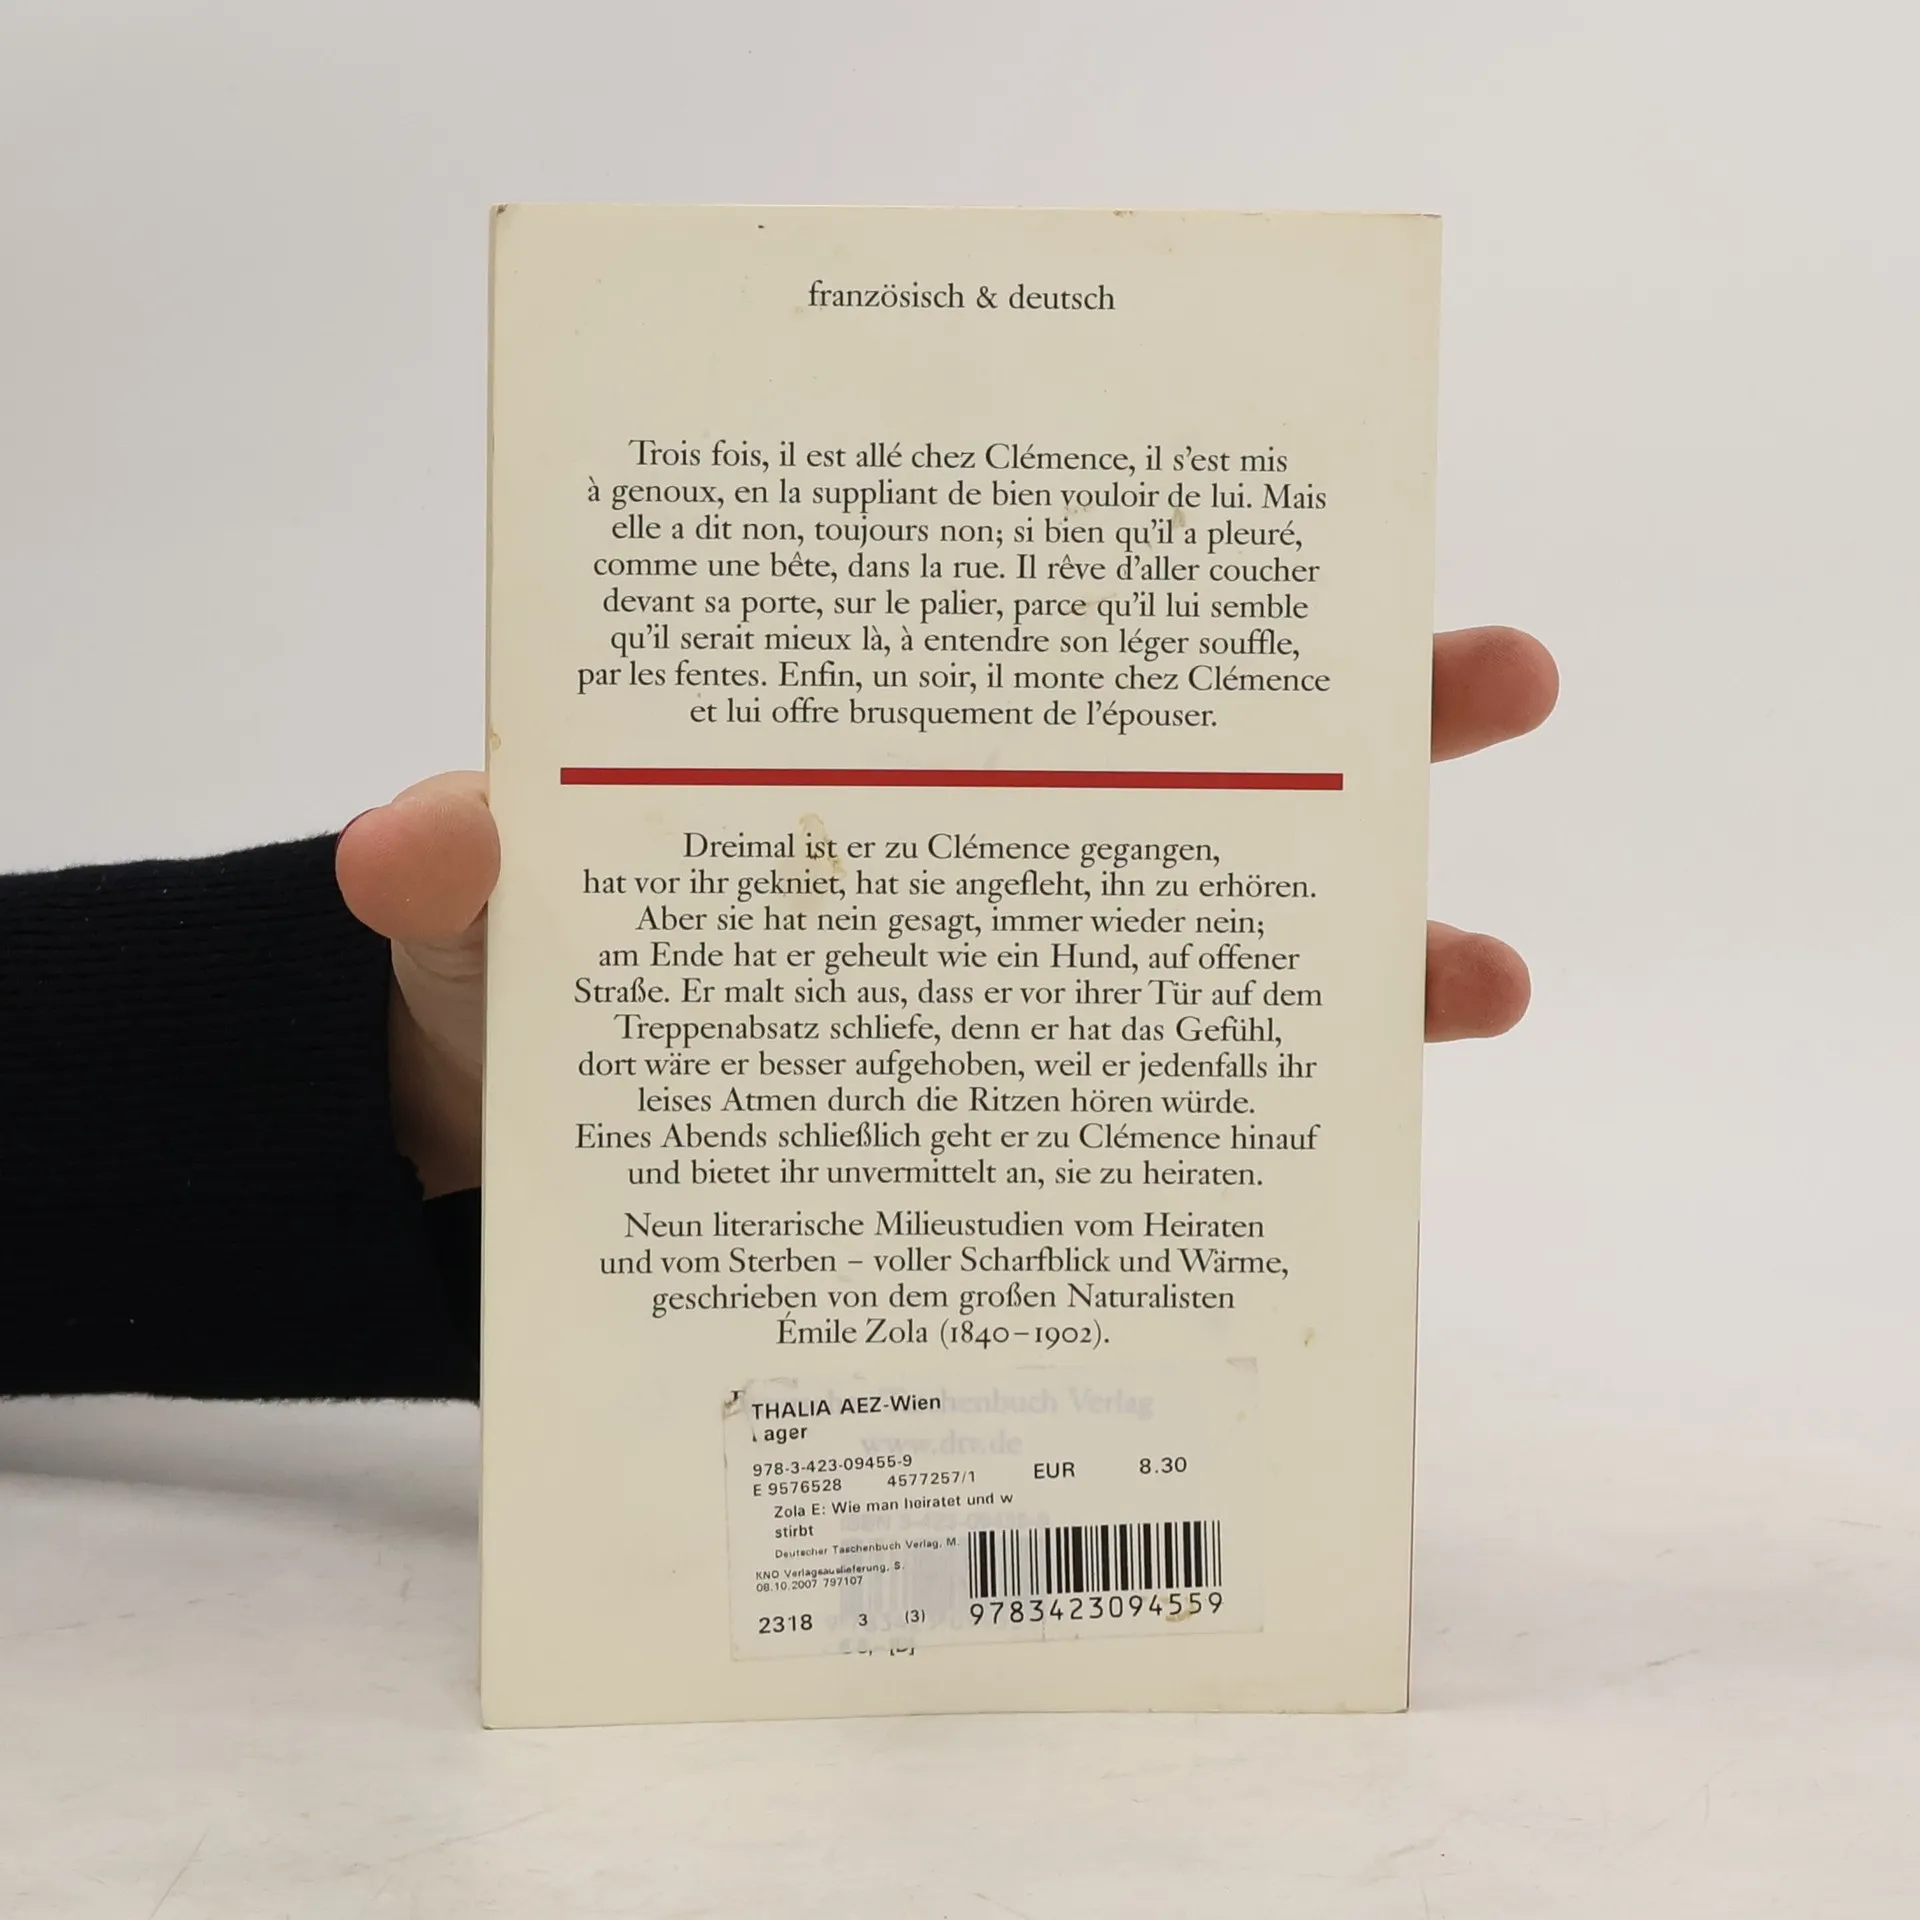 französisch & deutsch
Trois fois, il est allé chez Clémence, il s'est mis
à genoux, en la suppliant de bien vouloir de lui. Mais
elle a dit non, toujours non; si bien qu'il a pleuré,
comme une bête, dans la rue. Il rêve d'aller coucher
devant sa porte, sur le palier, parce qu'il lui semble
qu'il serait mieux là, à entendre son léger souffle,
par les fentes. Enfin, un soir, il monte chez Clémence
et lui offre brusquement de l'épouser.
Dreimal ist er zu Clémence gegangen,
hat vor ihr gekniet, hat sie angefleht, ihn zu erhören.
Aber sie hat nein gesagt, immer wieder nein;
am Ende hat er geheult wie ein Hund, auf offener
Straße. Er malt sich aus, dass er vor ihrer Tür auf dem
Treppenabsatz schliefe, denn er hat das Gefühl,
dort wäre er besser aufgehoben, weil er jedenfalls ihr
leises Atmen durch die Ritzen hören würde.
Eines Abends schließlich geht er zu Clémence hinauf
und bietet ihr unvermittelt an, sie zu heiraten.
Neun literarische Milieustudien vom Heiraten
und vom Sterben – voller Scharfblick und Wärme,
geschrieben von dem großen Naturalisten
Émile Zola (1840–1902).
Taschenbuch Verlag
www.dtv.de
THALIA AEZ-Wien
Lager
978-3-423-09455-9
E 9576528 4577257/1 EUR 8.30
Zola E: Wie man heiratet und w
stirbt
Deutscher Taschenbuch Verlag, M.
KNO Verlagsauslieferung, S.
08.10.2007 797107
2318 3 (3) 9783423094559